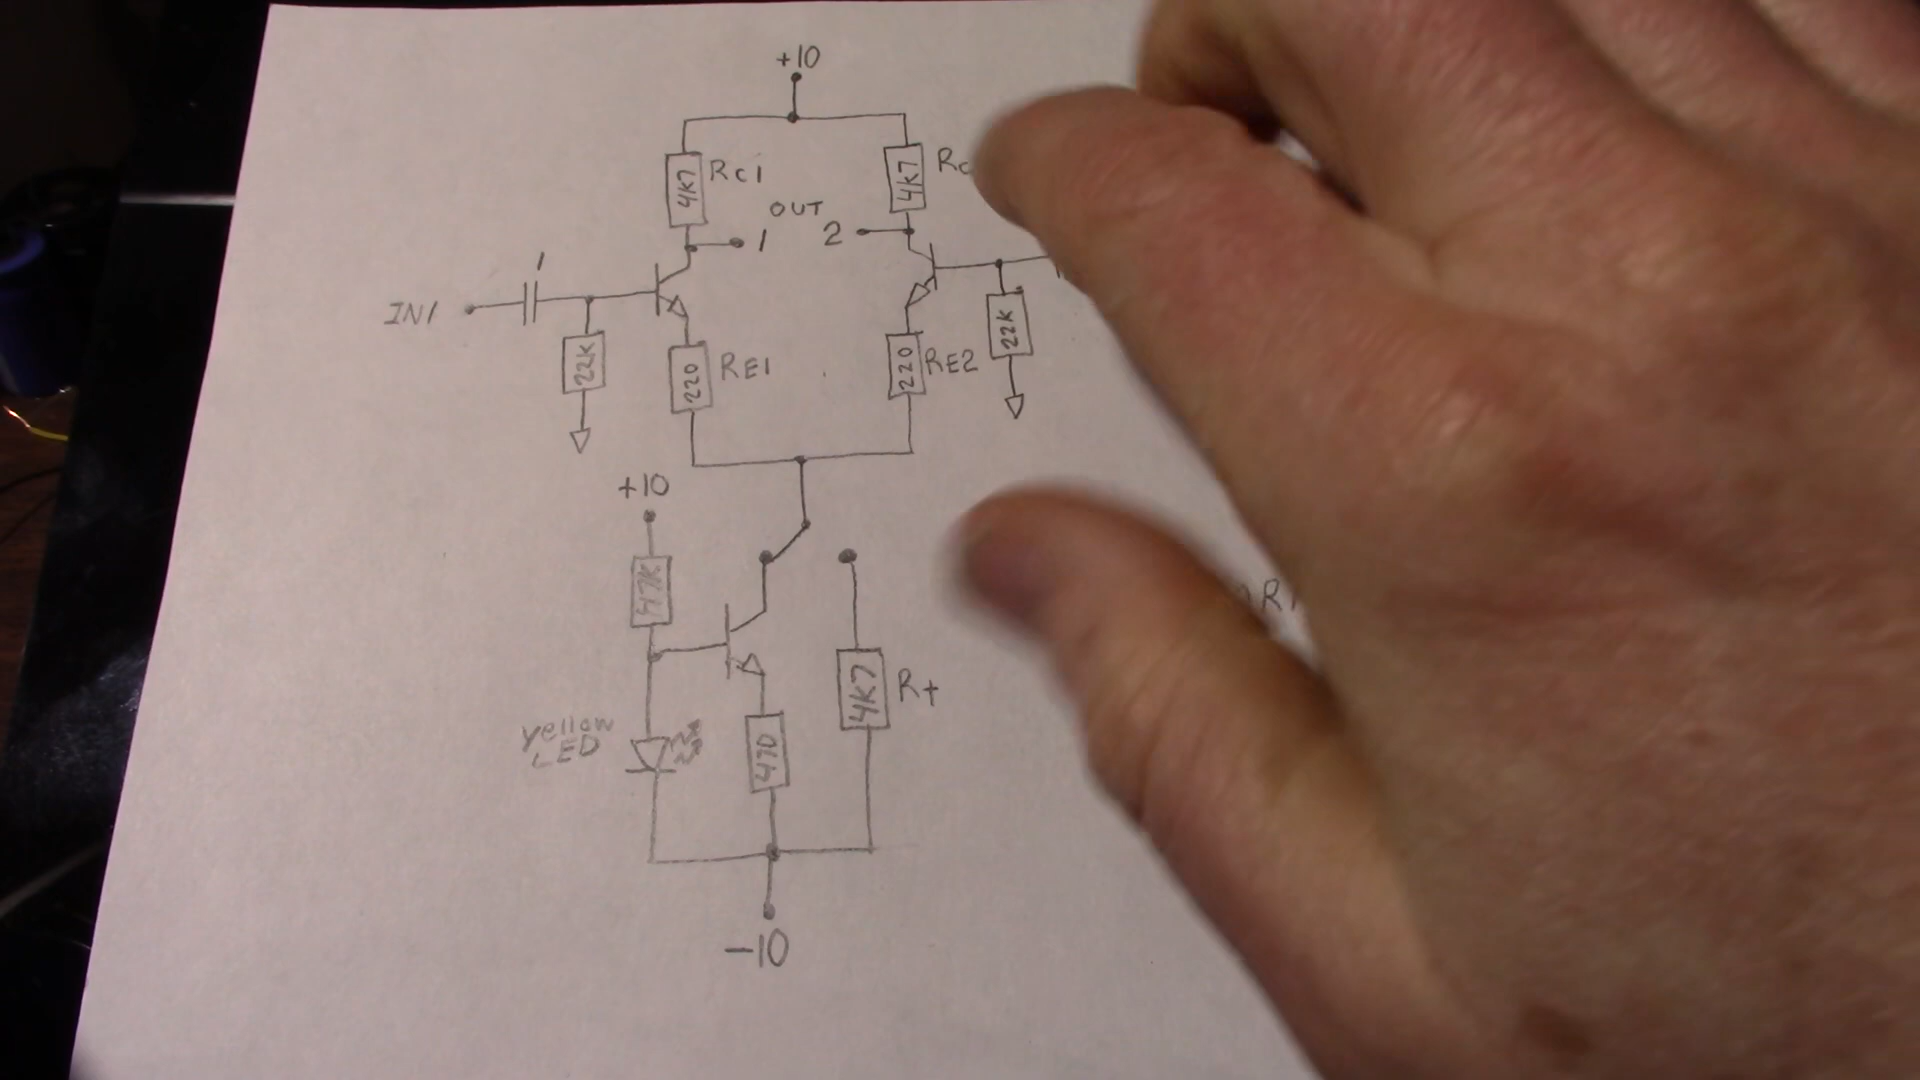 +10
4K7
RC1
4K7
OUT
1
2
1
IN1
22K
220
RE1
220
RE2
22K
+10
47K
yellow
LED
470
4K7
Rt
-10